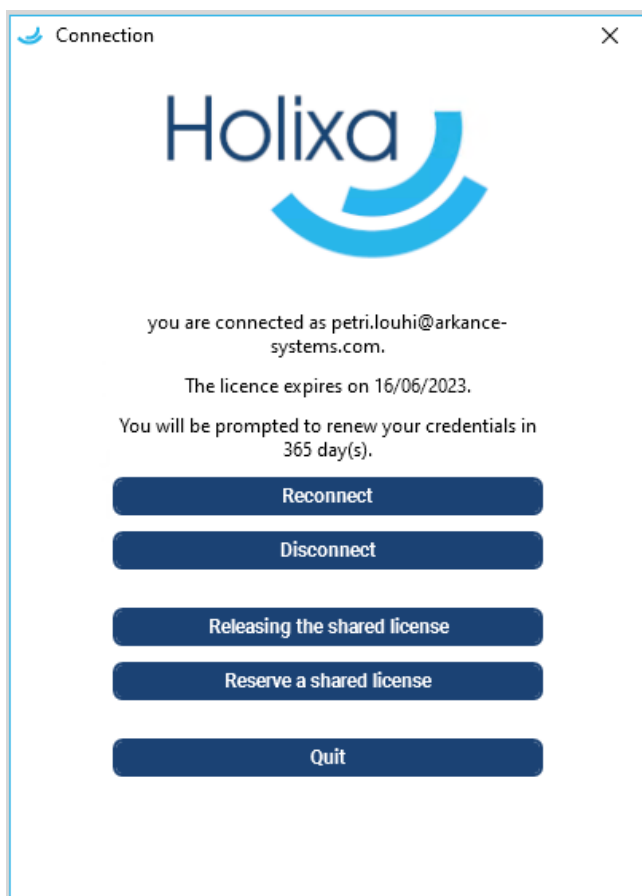 Connection
Holixa
you are connected as petri.louhi@arkance-
systems.com.
The licence expires on 16/06/2023.
You will be prompted to renew your credentials in
365 day(s).
Reconnect
Disconnect
Releasing the shared license
Reserve a shared license
Quit